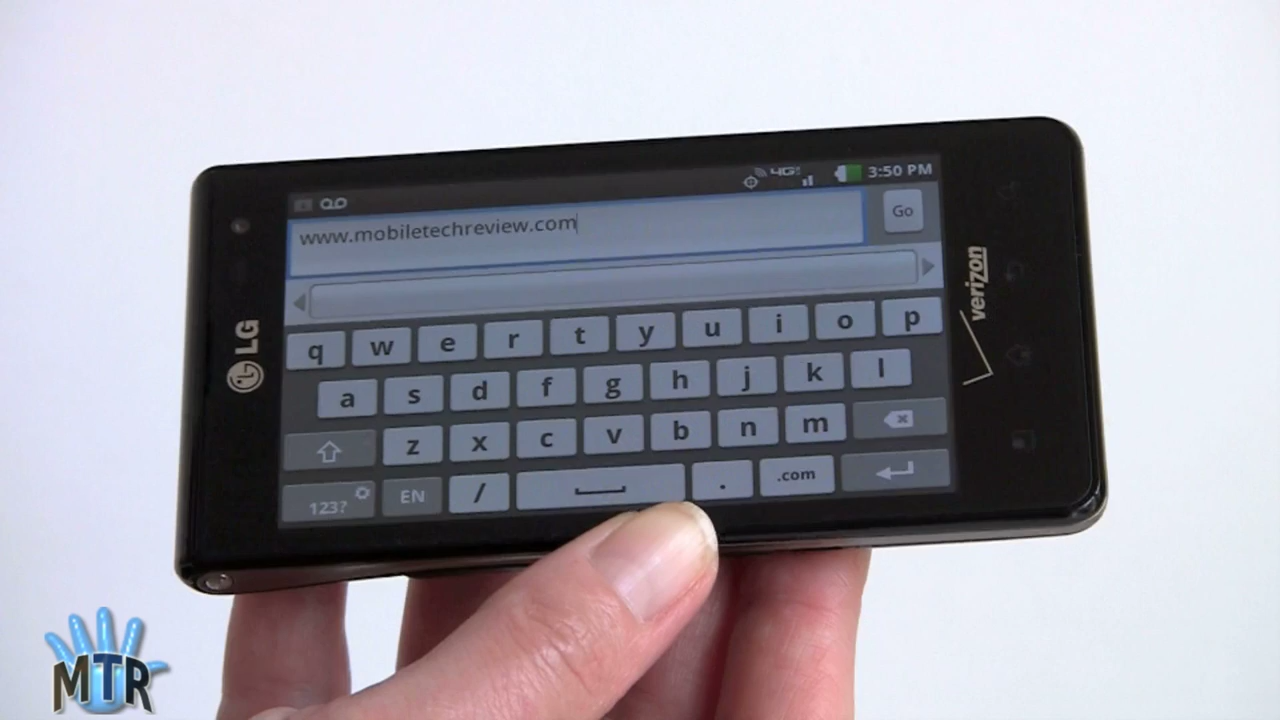 4G 3:50 PM
www.mobiletechreview.com
Go
q w e r t y u i o p
a s d f g h j k l
z x c v b n m
123? EN / . .com
LG
verizon
MTR